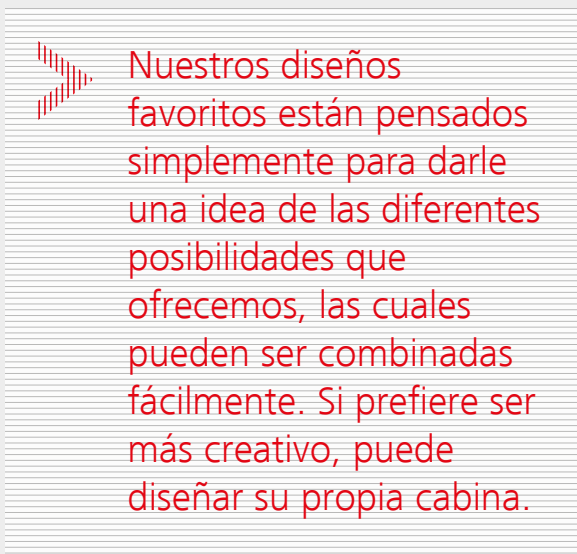 Nuestros diseños
favoritos están pensados
simplemente para darle
una idea de las diferentes
posibilidades que
ofrecemos, las cuales
pueden ser combinadas
fácilmente. Si prefiere ser
más creativo, puede
diseñar su propia cabina.